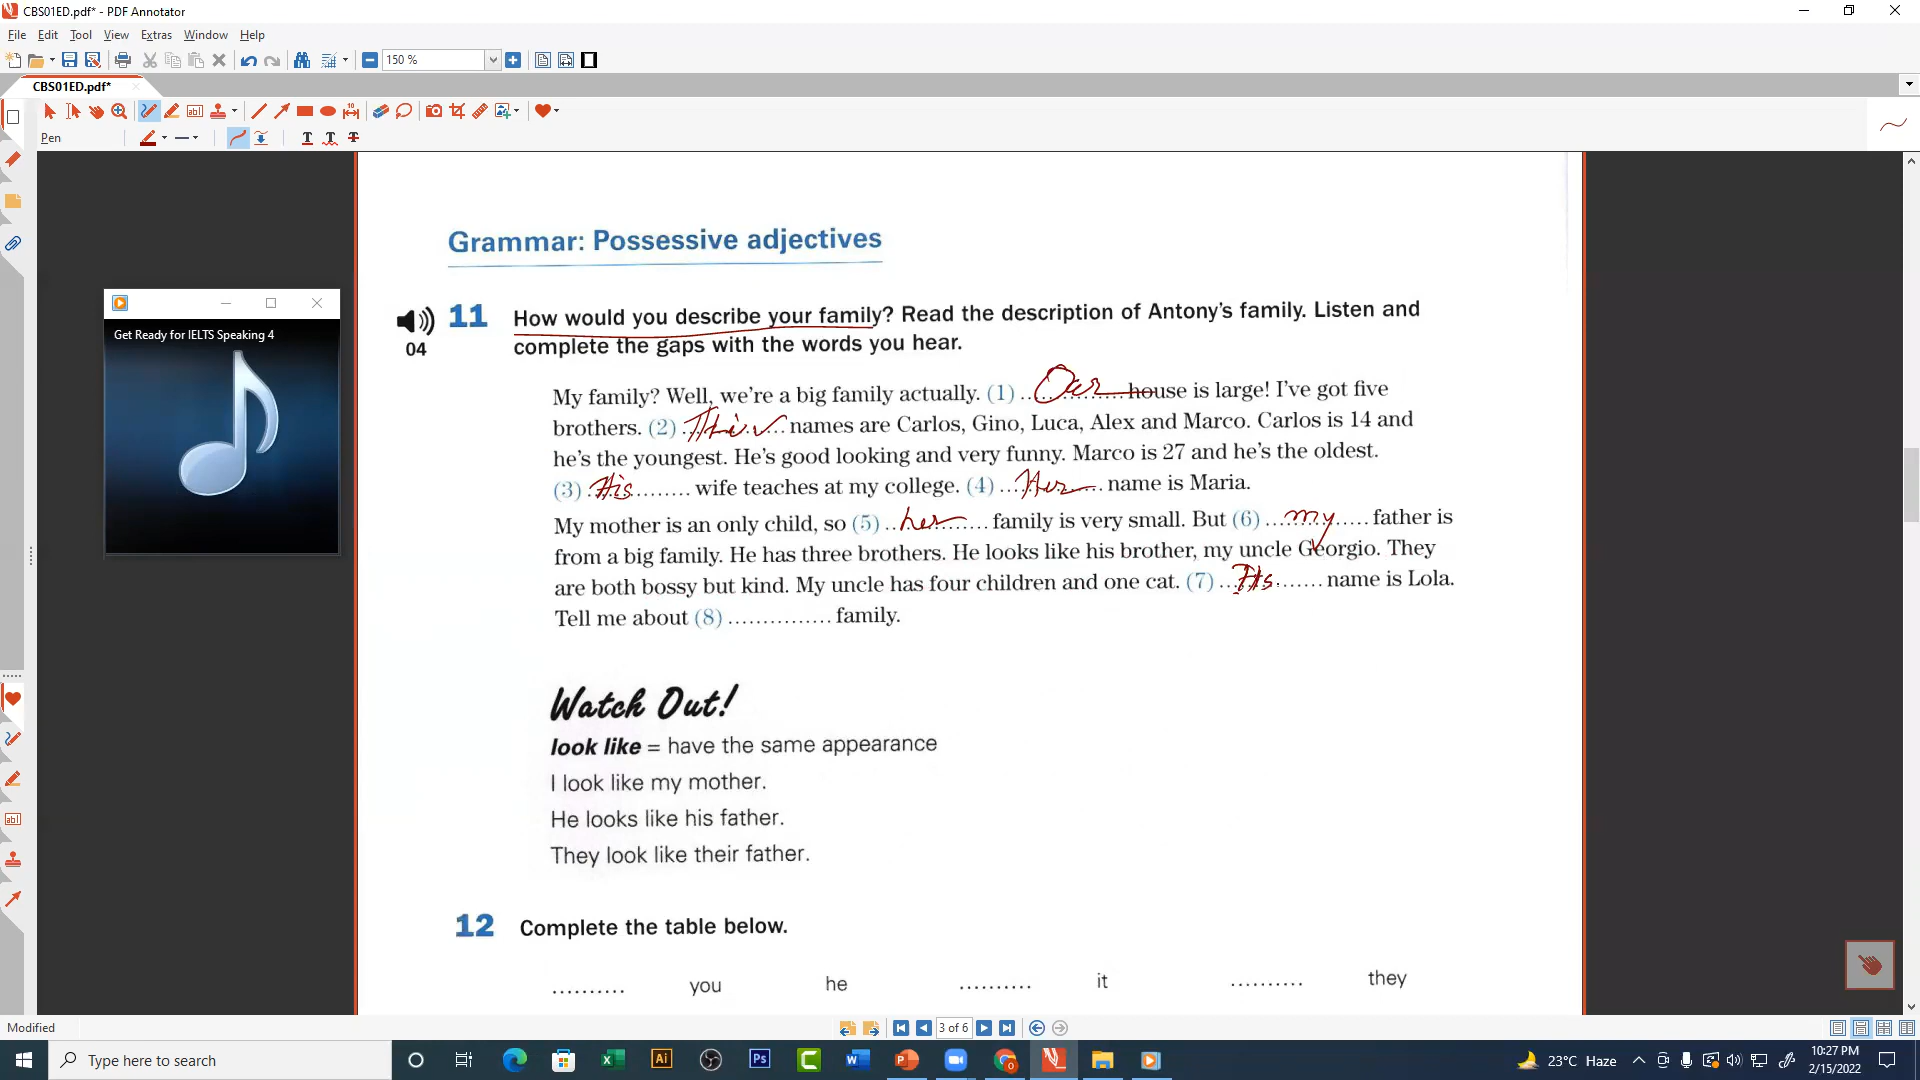 CBS01ED.pdf* - PDF Annotator
File Edit Tool View Extras Window Help
150 %
CBS01ED.pdf*
Pen
Grammar: Possessive adjectives
Get Ready for IELTS Speaking 4
04
11 How would you describe your family? Read the description of Antony's family. Listen and
complete the gaps with the words you hear.
My family? Well, we're a big family actually. (1) Our house is large! I've got five
brothers. (2) names are Carlos, Gino, Luca, Alex and Marco. Carlos is 14 and
he's the youngest. He's good looking and very funny. Marco is 27 and he's the oldest.
(3) His wife teaches at my college. (4) Her name is Maria.
My mother is an only child, so (5) her family is very small. But (6) my father is
from a big family. He has three brothers. He looks like his brother, my uncle Georgio. They
are both bossy but kind. My uncle has four children and one cat. (7) Its name is Lola.
Tell me about (8) ............... family.
Watch Out!
look like = have the same appearance
I look like my mother.
He looks like his father.
They look like their father.
12 Complete the table below.
.......... you he .......... it .......... they
Modified
3 of 6
Type here to search
23°C Haze
10:27 PM
2/15/2022